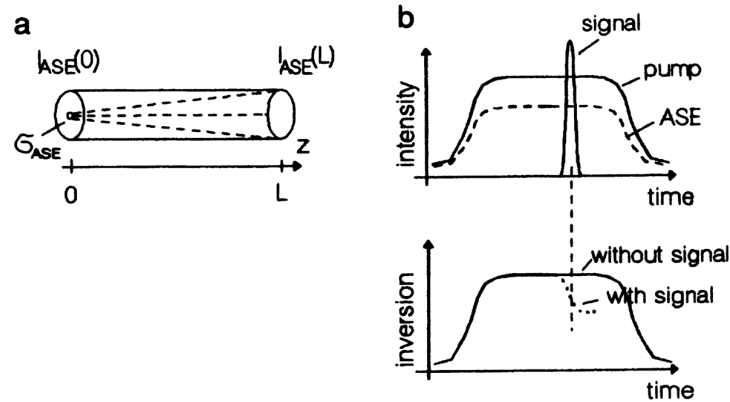 a
I_ASE(0)
I_ASE(L)
σ_ASE
z
0
L
b
signal
pump
ASE
intensity
time
without signal
with signal
inversion
time